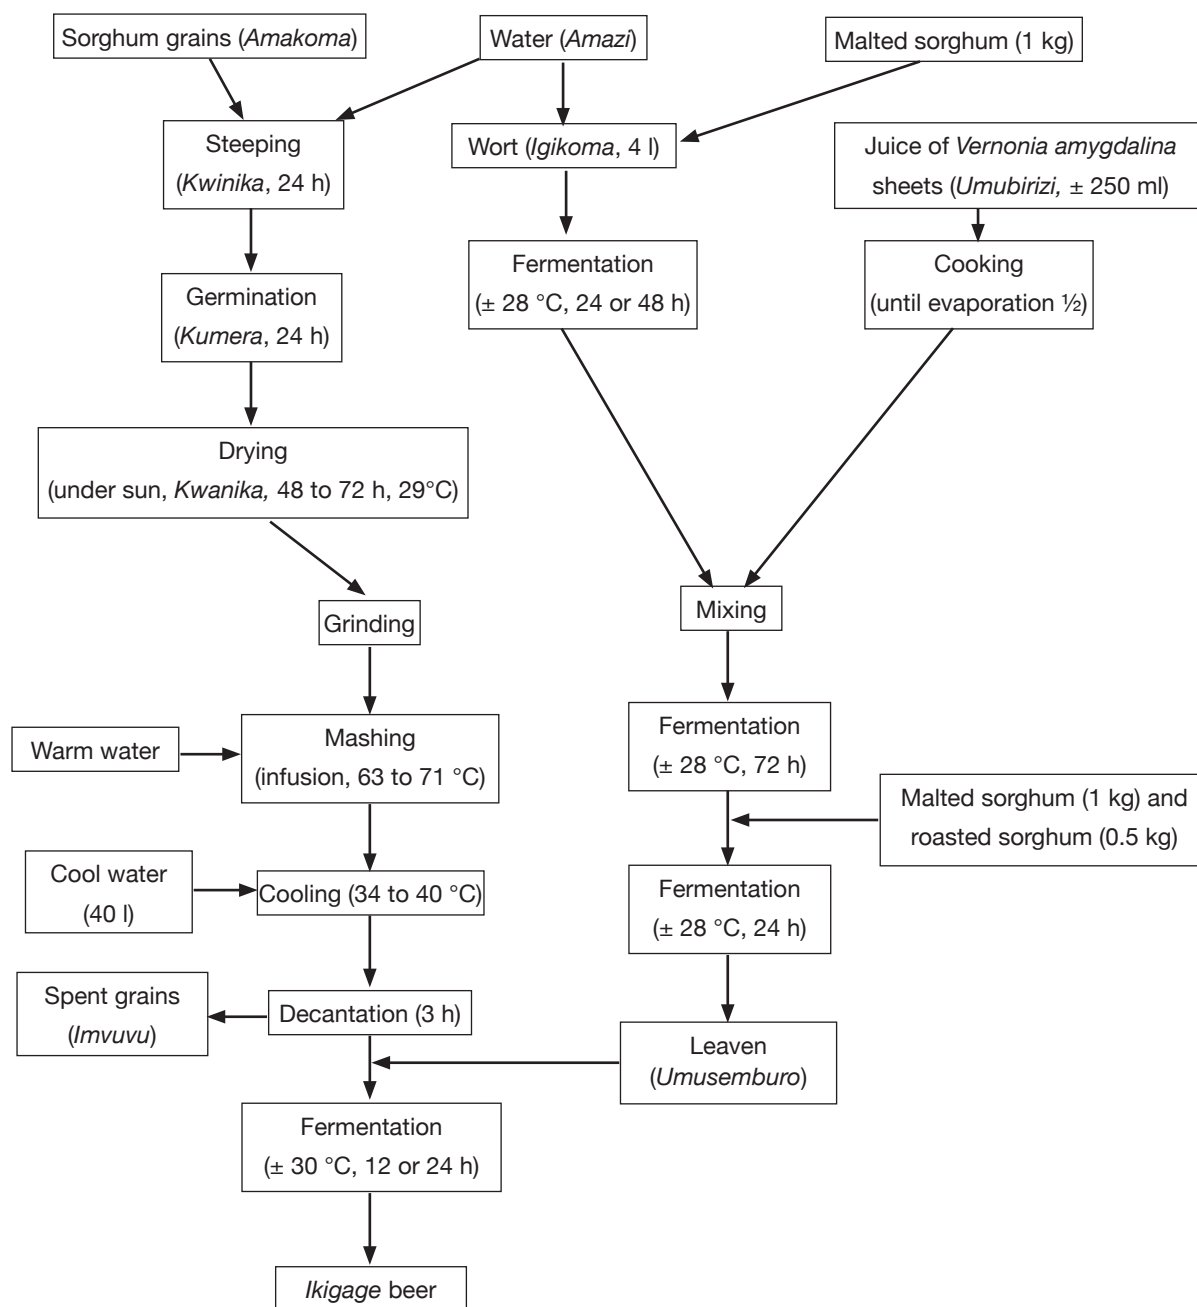 Sorghum grains (Amakoma)
Water (Amazi)
Malted sorghum (1 kg)
Steeping
(Kwinika, 24 h)
Wort (Igikoma, 4 l)
Juice of Vernonia amygdalina
sheets (Umubirizi, ± 250 ml)
Germination
(Kumera, 24 h)
Fermentation
(± 28 °C, 24 or 48 h)
Cooking
(until evaporation ½)
Drying
(under sun, Kwanika, 48 to 72 h, 29°C)
Grinding
Mixing
Warm water
Mashing
(infusion, 63 to 71 °C)
Fermentation
(± 28 °C, 72 h)
Malted sorghum (1 kg) and
roasted sorghum (0.5 kg)
Cool water
(40 l)
Cooling (34 to 40 °C)
Fermentation
(± 28 °C, 24 h)
Spent grains
(Imvuvu)
Decantation (3 h)
Leaven
(Umusemburo)
Fermentation
(± 30 °C, 12 or 24 h)
Ikigage beer